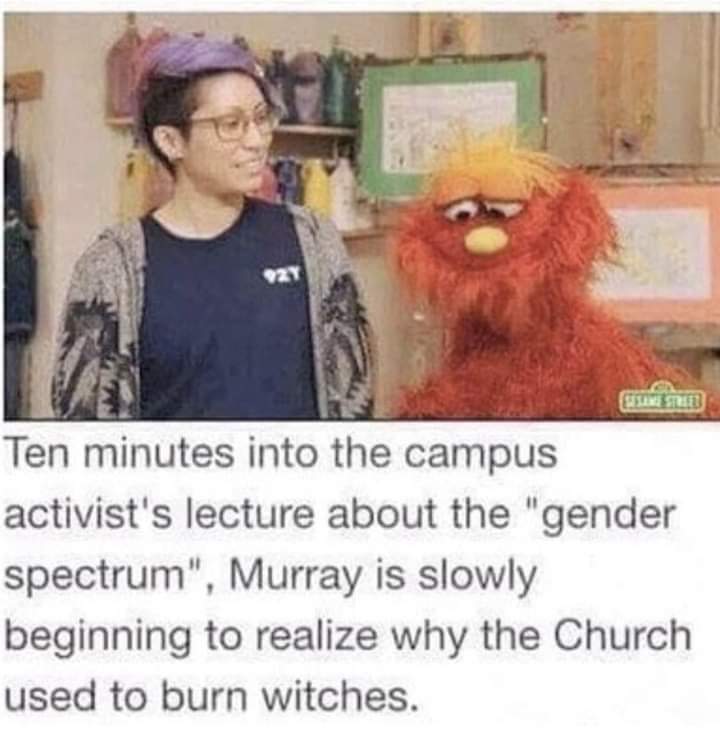 92Y
SESAME STREET
Ten minutes into the campus
activist's lecture about the "gender
spectrum", Murray is slowly
beginning to realize why the Church
used to burn witches.